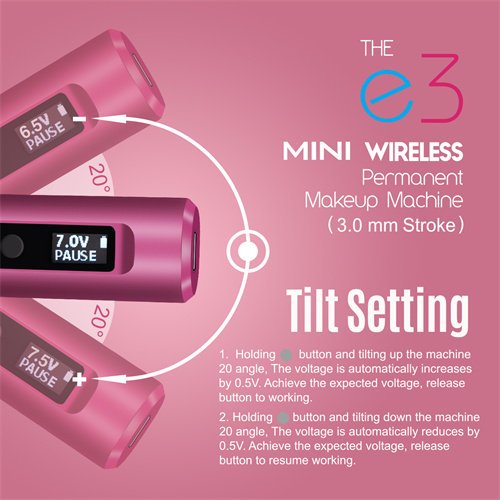 THE
e3
MINI WIRELESS
Permanent
Makeup Machine
(3.0 mm Stroke)
6.5V
PAUSE
-
20°
7.0V
PAUSE
20°
7.5V
PAUSE
+
Tilt Setting
1. Holding button and tilting up the machine
20 angle, The voltage is automatically increases
by 0.5V. Achieve the expected voltage, release
button to working.
2. Holding button and tilting down the machine
20 angle, The voltage is automatically reduces by
0.5V. Achieve the expected voltage, release
button to resume working.